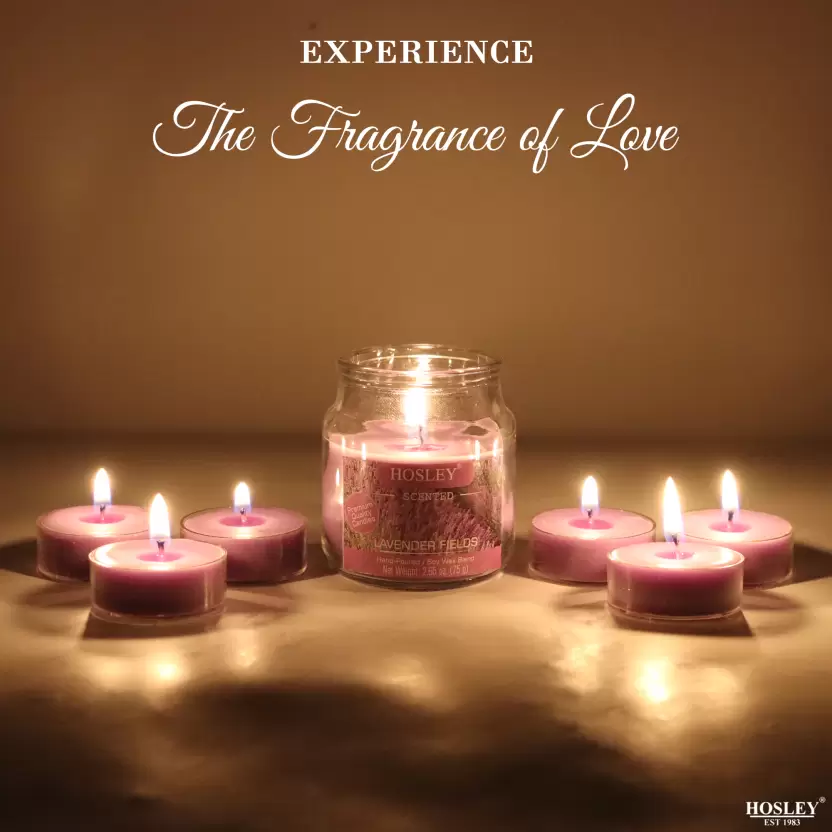 EXPERIENCE
The Fragrance of Love
HOSLEY®
SCENTED
Premium
Quality
Candles
LAVENDER FIELDS
Hand-Poured / Soy Wax Blend
Net Weight 2.65 oz (75 g)
HOSLEY®
EST 1983